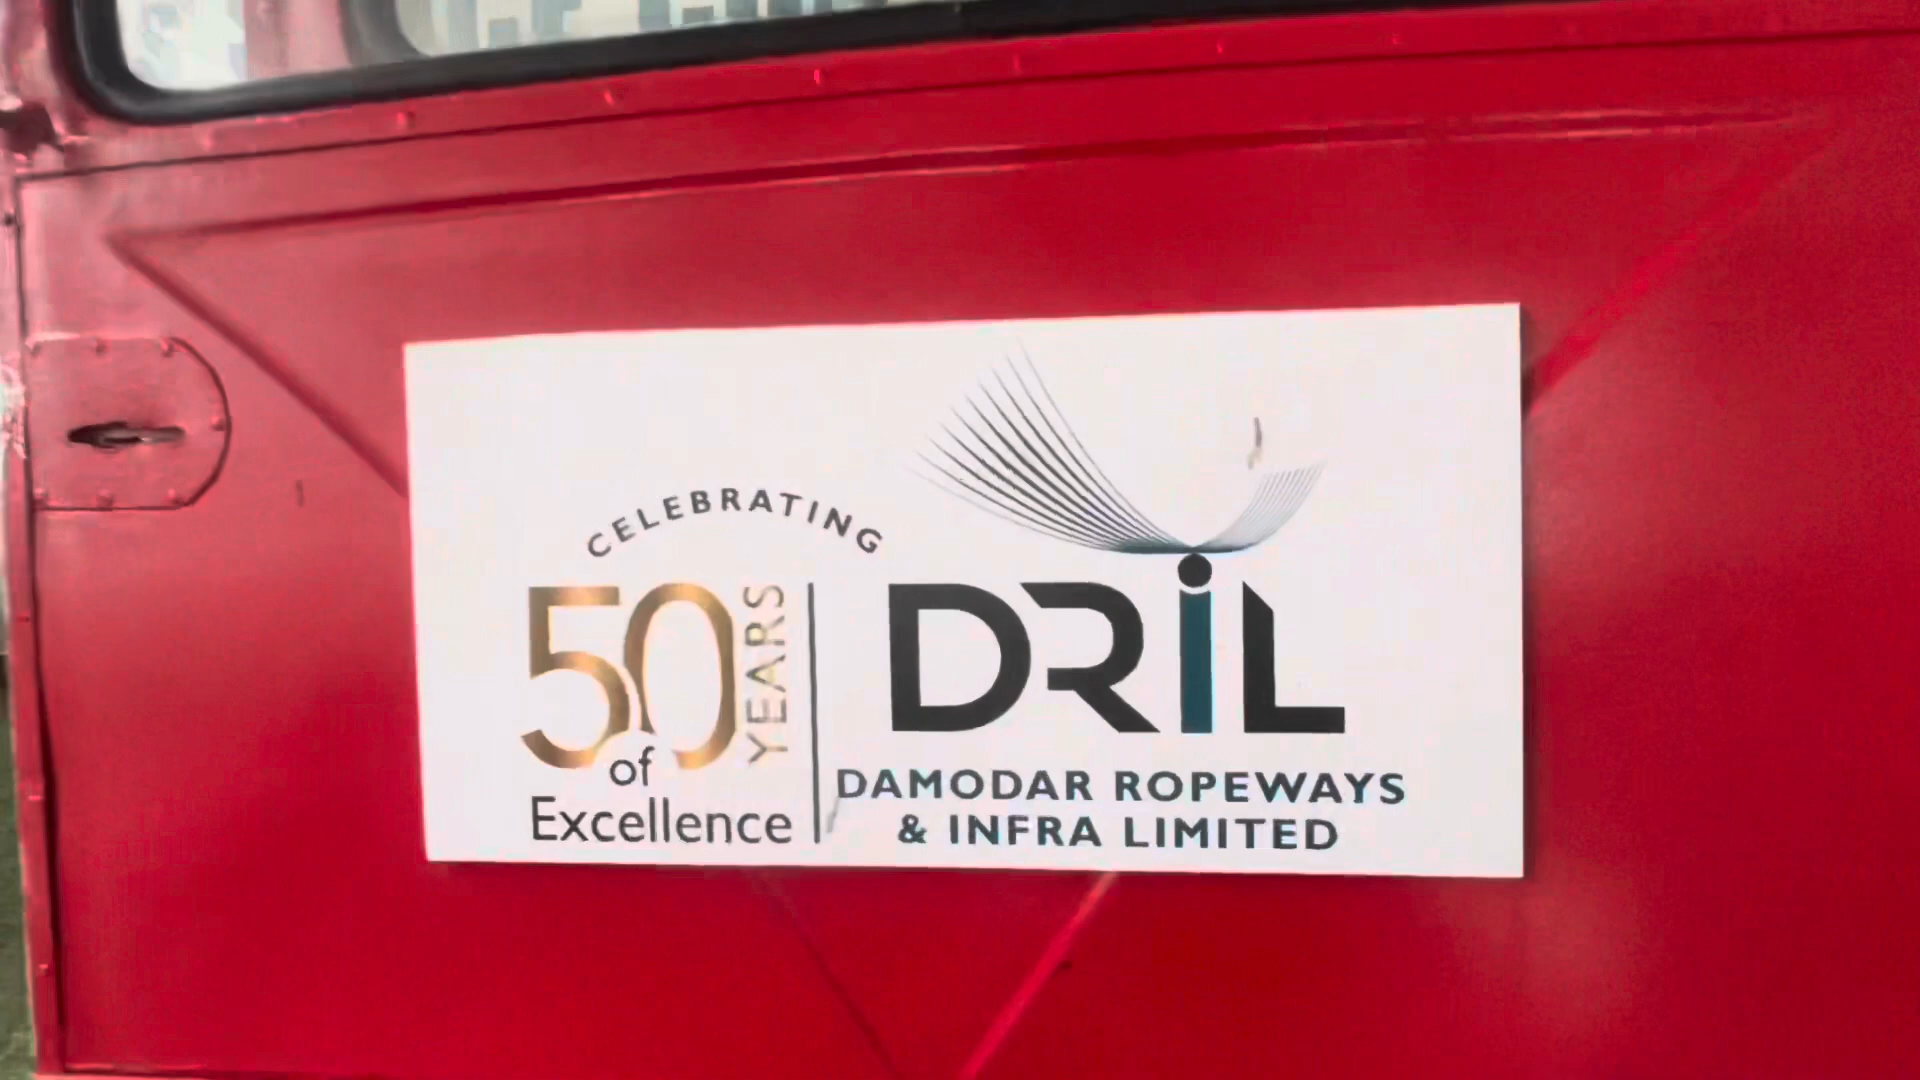 CELEBRATING
50 YEARS
of
Excellence
DRiL
DAMODAR ROPEWAYS
& INFRA LIMITED